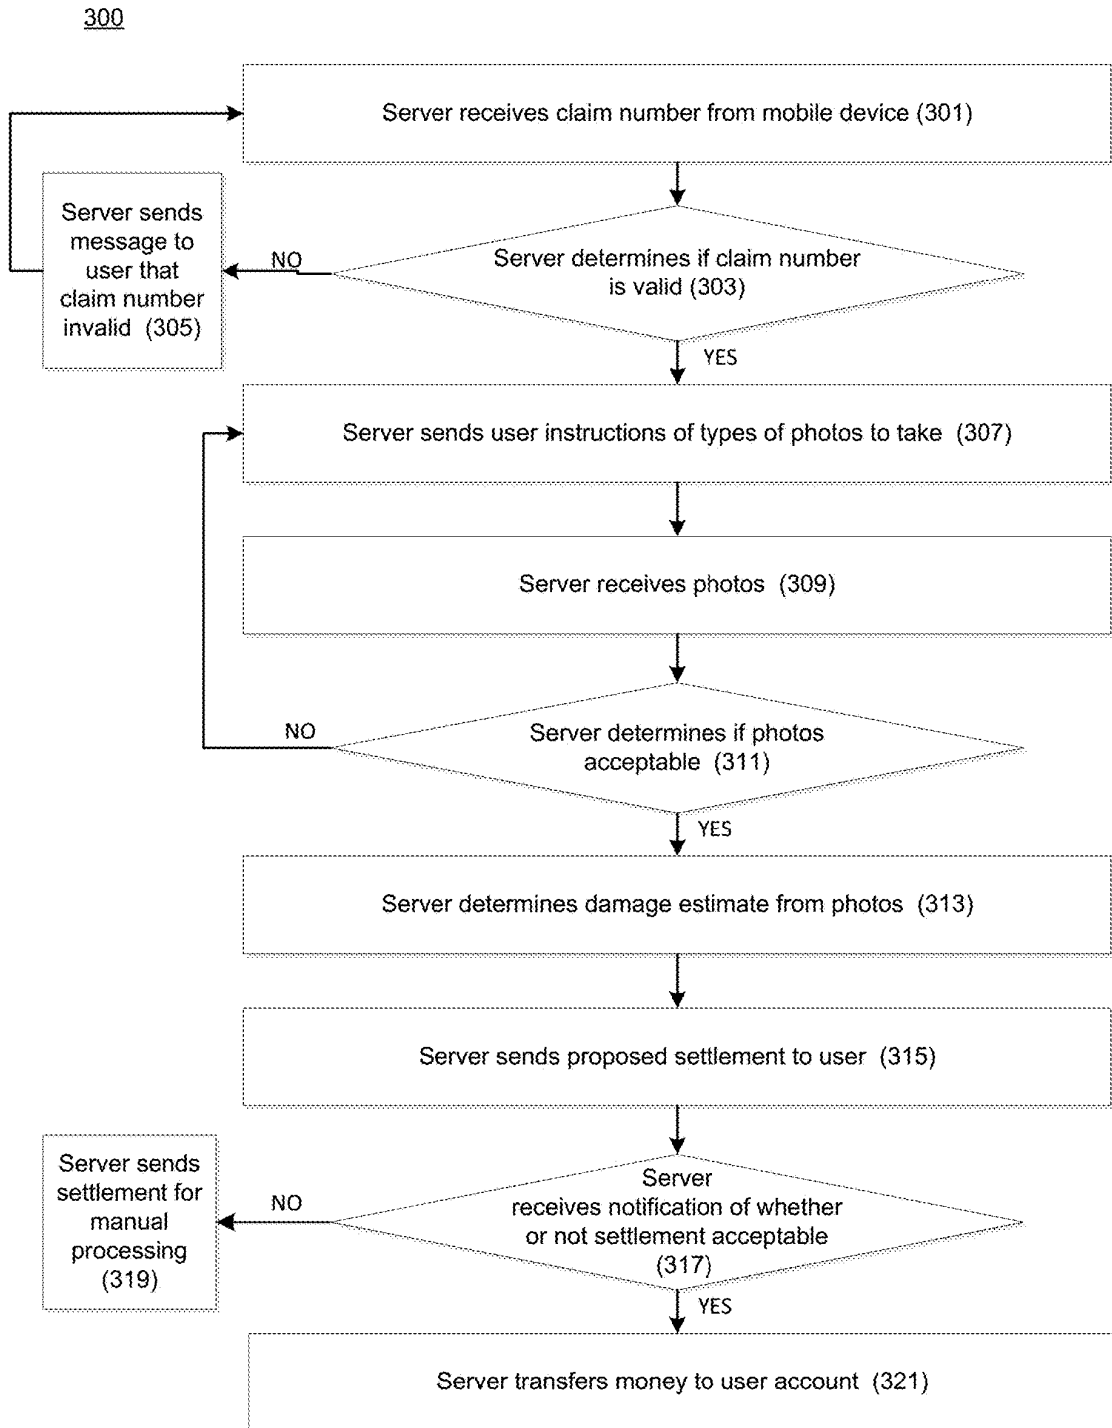 300
Server receives claim number from mobile device (301)
Server sends
message to
user that
claim number
invalid (305)
NO
Server determines if claim number
is valid (303)
YES
Server sends user instructions of types of photos to take (307)
Server receives photos (309)
NO
Server determines if photos
acceptable (311)
YES
Server determines damage estimate from photos (313)
Server sends proposed settlement to user (315)
Server sends
settlement for
manual
processing
(319)
NO
Server
receives notification of whether
or not settlement acceptable
(317)
YES
Server transfers money to user account (321)